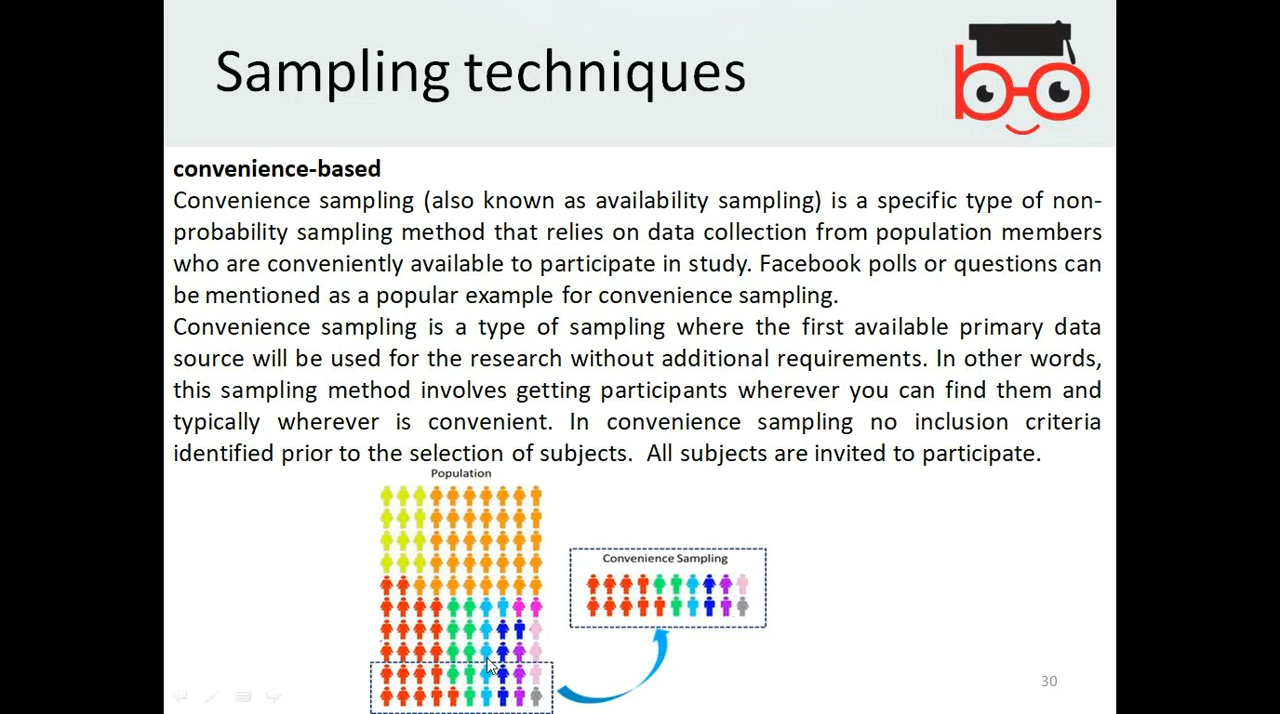 Sampling techniques
convenience-based
Convenience sampling (also known as availability sampling) is a specific type of non-
probability sampling method that relies on data collection from population members
who are conveniently available to participate in study. Facebook polls or questions can
be mentioned as a popular example for convenience sampling.
Convenience sampling is a type of sampling where the first available primary data
source will be used for the research without additional requirements. In other words,
this sampling method involves getting participants wherever you can find them and
typically wherever is convenient. In convenience sampling no inclusion criteria
identified prior to the selection of subjects.  All subjects are invited to participate.
Population
Convenience Sampling
30